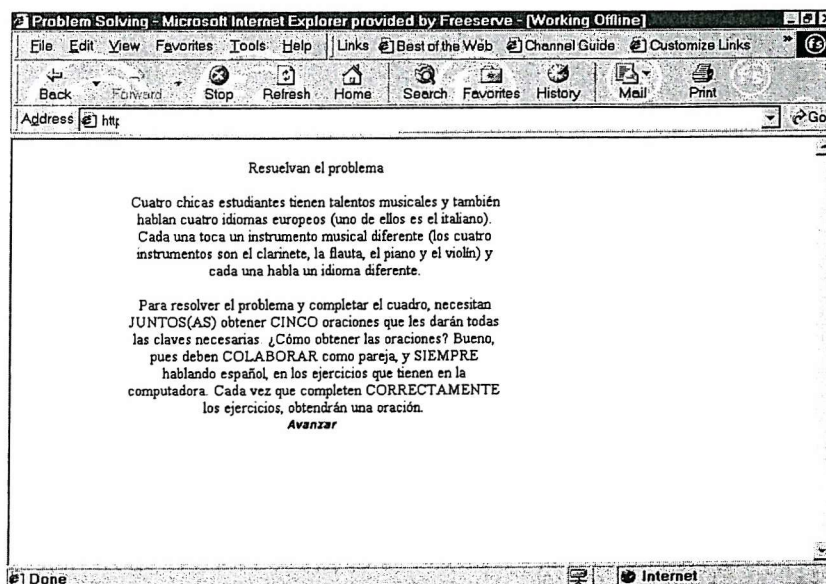 Problem Solving - Microsoft Internet Explorer provided by Freeserve - [Working Offline]
File Edit View Favorites Tools Help Links Best of the Web Channel Guide Customize Links »
Back Forward Stop Refresh Home Search Favorites History Mail Print
Address http Go
Resuelvan el problema
Cuatro chicas estudiantes tienen talentos musicales y también
hablan cuatro idiomas europeos (uno de ellos es el italiano).
Cada una toca un instrumento musical diferente (los cuatro
instrumentos son el clarinete, la flauta, el piano y el violín) y
cada una habla un idioma diferente.
Para resolver el problema y completar el cuadro, necesitan
JUNTOS(AS) obtener CINCO oraciones que les darán todas
las claves necesarias. ¿Cómo obtener las oraciones? Bueno,
pues deben COLABORAR como pareja, y SIEMPRE
hablando español, en los ejercicios que tienen en la
computadora. Cada vez que completen CORRECTAMENTE
los ejercicios, obtendrán una oración.
Avanzar
Done Internet